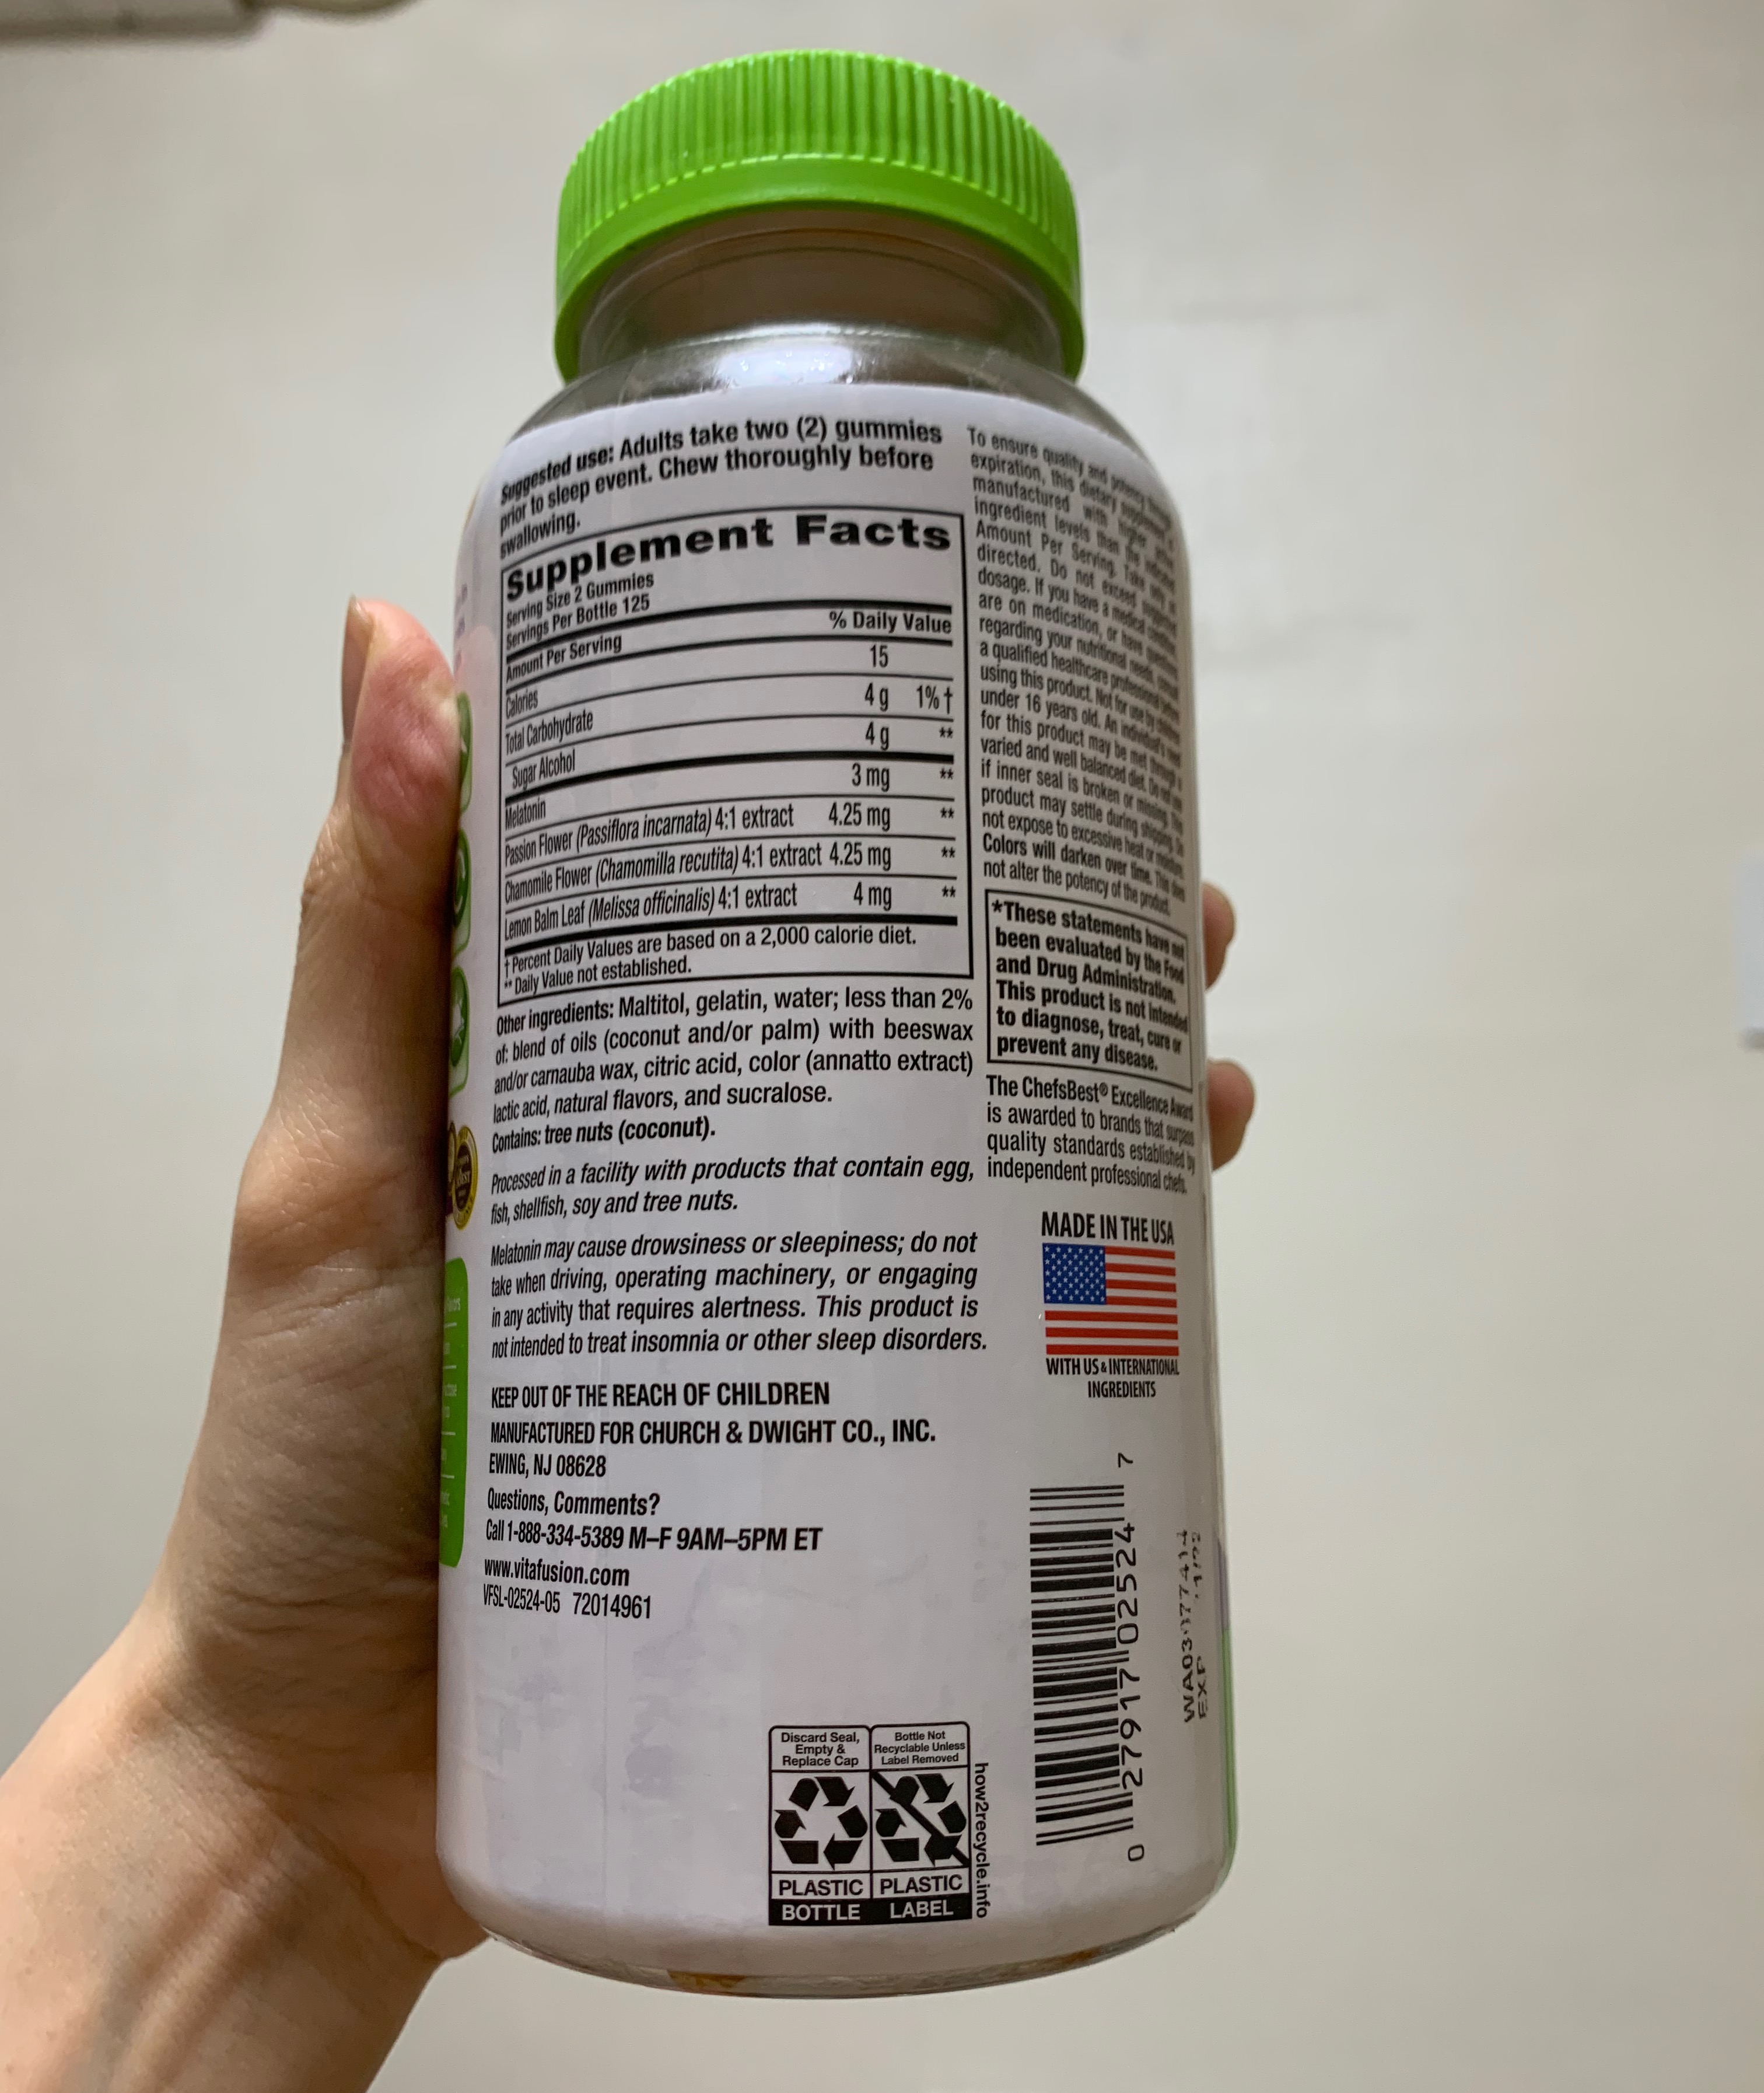 Suggested use: Adults take two (2) gummies
prior to sleep event. Chew thoroughly before
swallowing.
Supplement Facts
Serving Size 2 Gummies
Servings Per Bottle 125
Amount Per Serving % Daily Value
Calories 15
Total Carbohydrate 4 g 1% †
Sugar Alcohol 4 g **
Melatonin 3 mg **
Passion Flower (Passiflora incarnata) 4:1 extract 4.25 mg **
Chamomile Flower (Chamomilla recutita) 4:1 extract 4.25 mg **
Lemon Balm Leaf (Melissa officinalis) 4:1 extract 4 mg **
† Percent Daily Values are based on a 2,000 calorie diet.
** Daily Value not established.
Other ingredients: Maltitol, gelatin, water; less than 2%
of: blend of oils (coconut and/or palm) with beeswax
and/or carnauba wax, citric acid, color (annatto extract)
lactic acid, natural flavors, and sucralose.
Contains: tree nuts (coconut).
Processed in a facility with products that contain egg,
fish, shellfish, soy and tree nuts.
Melatonin may cause drowsiness or sleepiness; do not
take when driving, operating machinery, or engaging
in any activity that requires alertness. This product is
not intended to treat insomnia or other sleep disorders.
KEEP OUT OF THE REACH OF CHILDREN
MANUFACTURED FOR CHURCH & DWIGHT CO., INC.
EWING, NJ 08628
Questions, Comments?
Call 1-888-334-5389 M–F 9AM–5PM ET
www.vitafusion.com
VFSL-02524-05 72014961
To ensure quality and potency
expiration, this dietary supplement
manufactured with higher
ingredient levels than the indicated
Amount Per Serving. Take only as
directed. Do not exceed suggested
dosage. If you have a medical condition,
are on medication, or have questions
regarding your nutritional needs, consult
a qualified healthcare professional before
using this product. Not for use by children
under 16 years old. An individual's need
for this product may be met through a
varied and well balanced diet. Do not use
if inner seal is broken or missing. The
product may settle during shipping. Do
not expose to excessive heat or moisture.
Colors will darken over time. This does
not alter the potency of the product.
*These statements have not
been evaluated by the Food
and Drug Administration.
This product is not intended
to diagnose, treat, cure or
prevent any disease.
The ChefsBest® Excellence Award
is awarded to brands that surpass
quality standards established by
independent professional chefs.
MADE IN THE USA
WITH US & INTERNATIONAL
INGREDIENTS
0 27917 02524 7
EXP
Discard Seal,
Empty &
Replace Cap
PLASTIC
BOTTLE
Bottle Not
Recyclable Unless
Label Removed
PLASTIC
LABEL
how2recycle.info